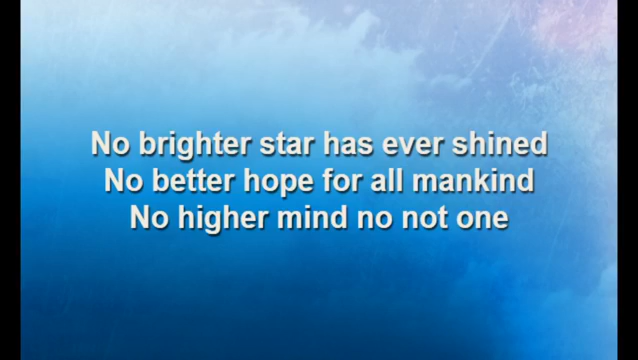 No brighter star has ever shined
No better hope for all mankind
No higher mind no not one